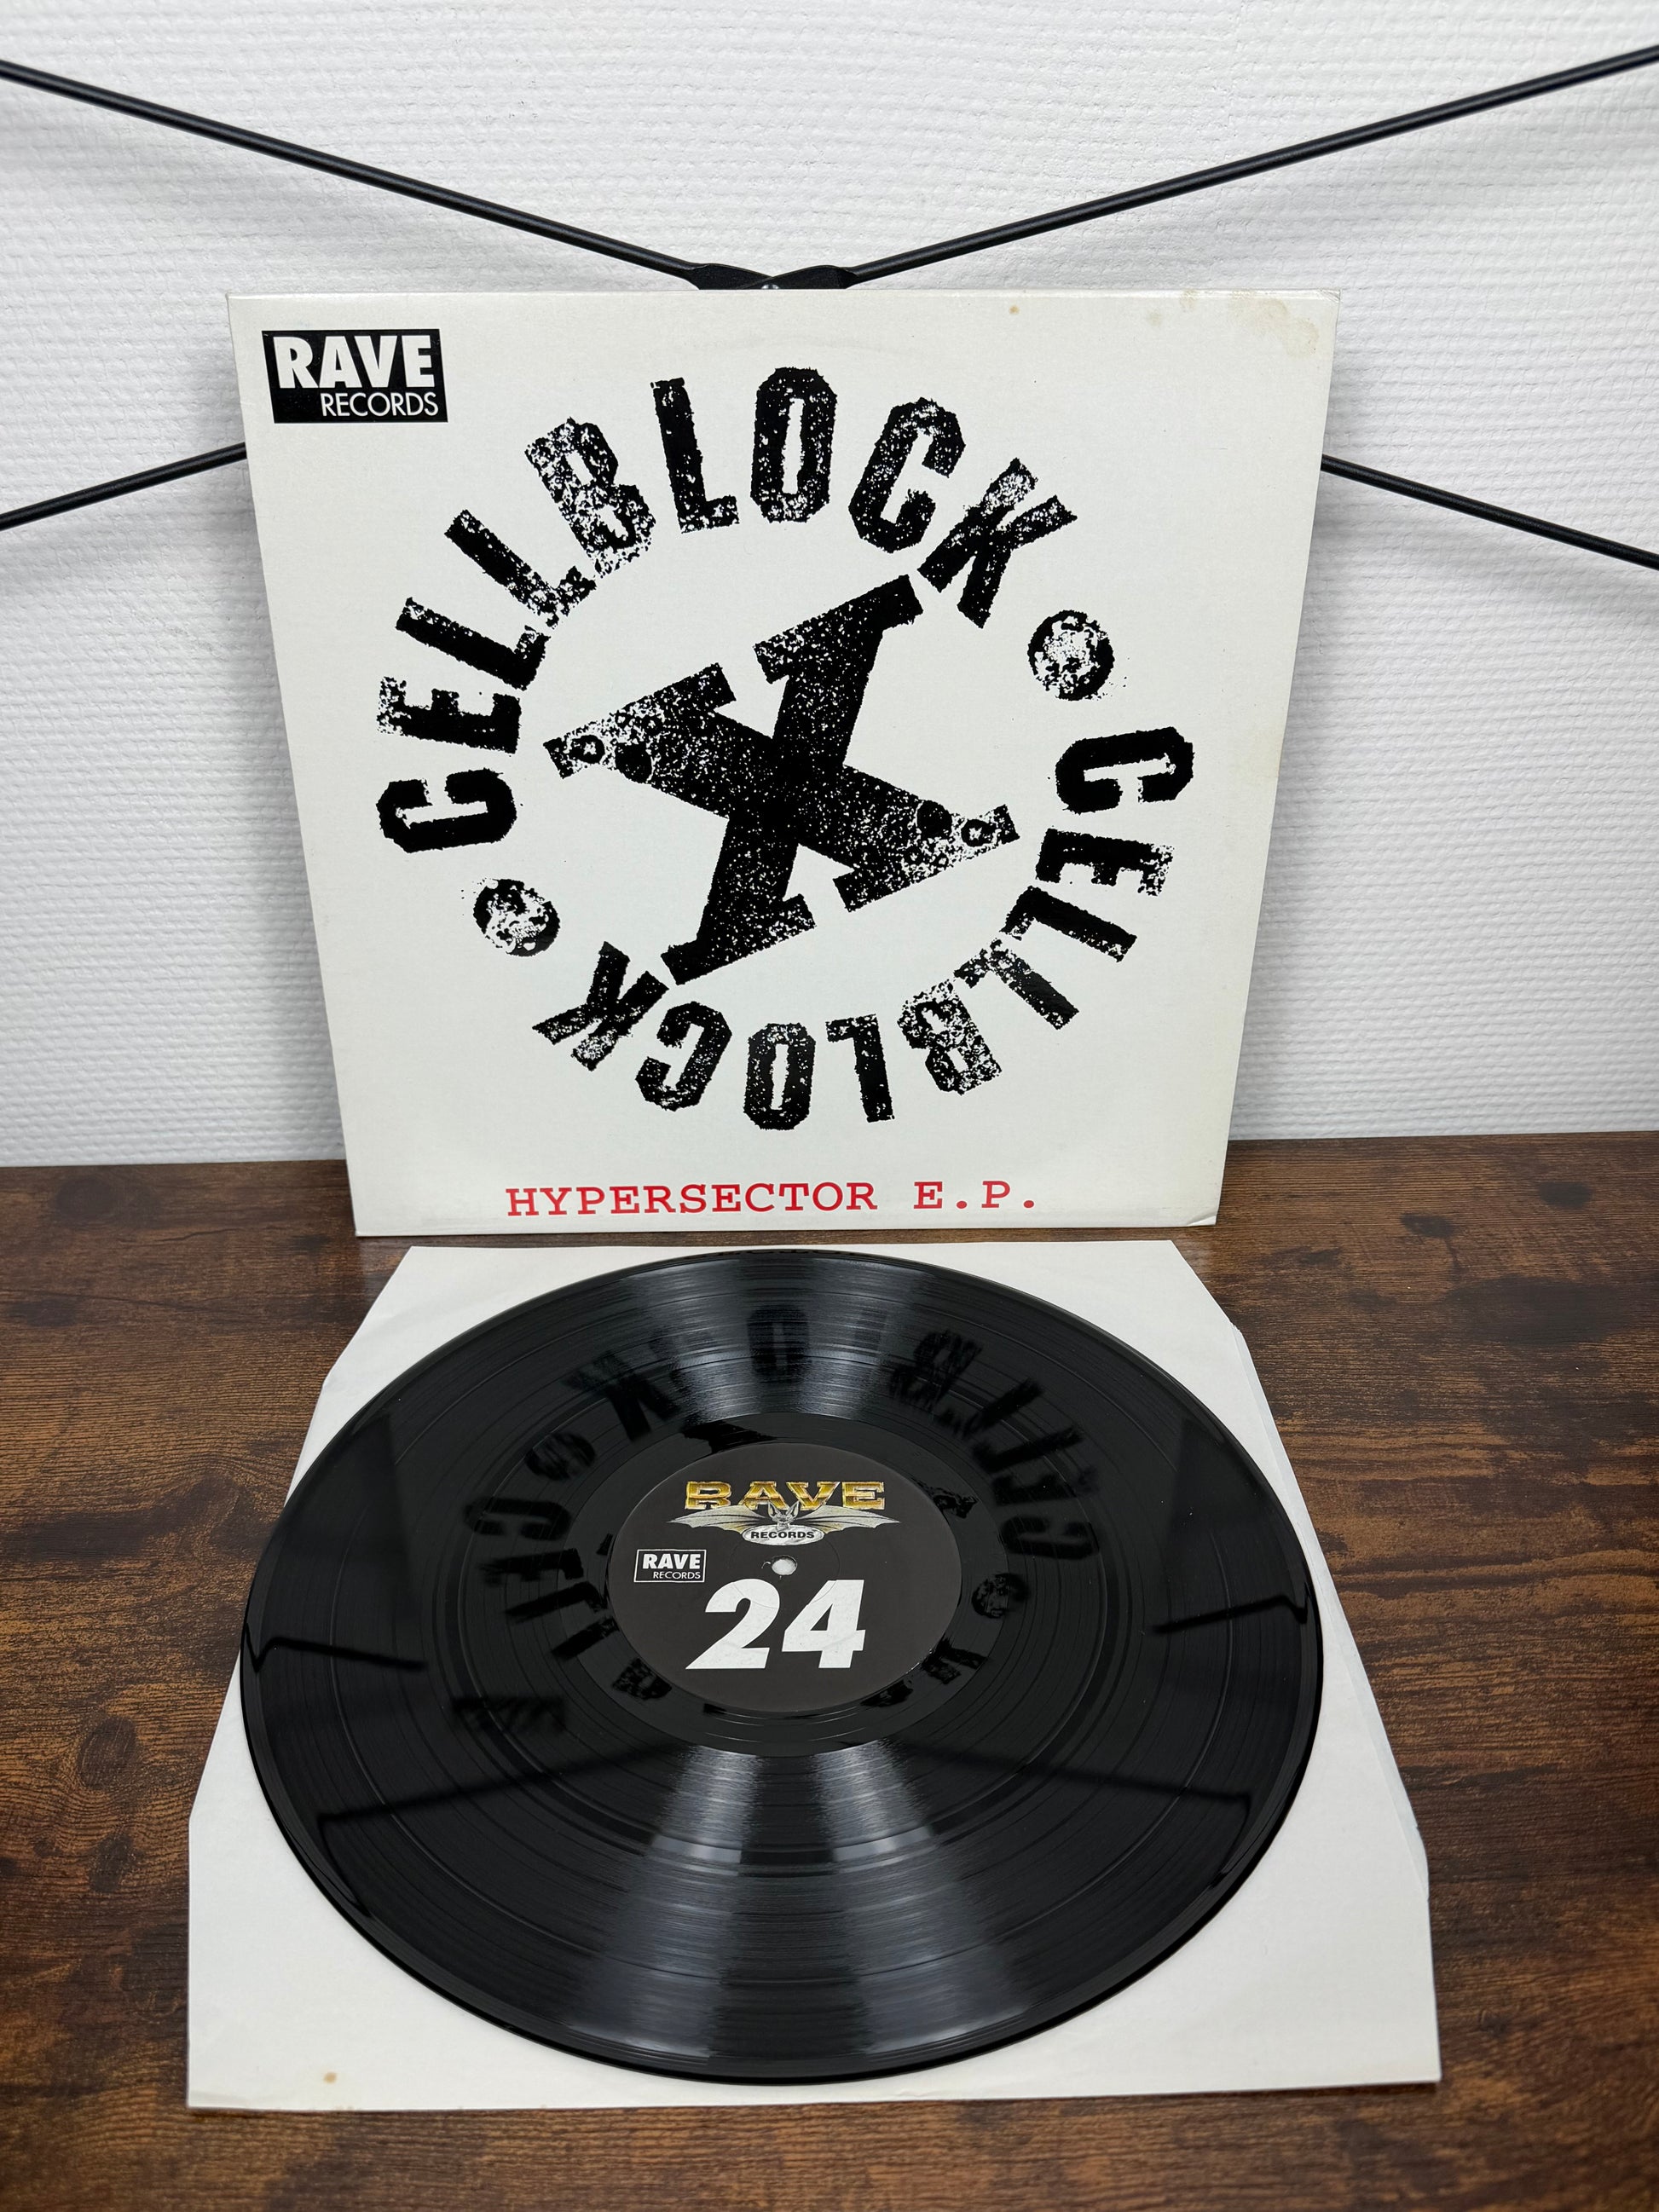 RAVE
RECORDS
CELLBLOCK
X
CELLBLOCK
HYPERSECTOR E.P.
RAVE
RECORDS
RAVE
RECORDS
24